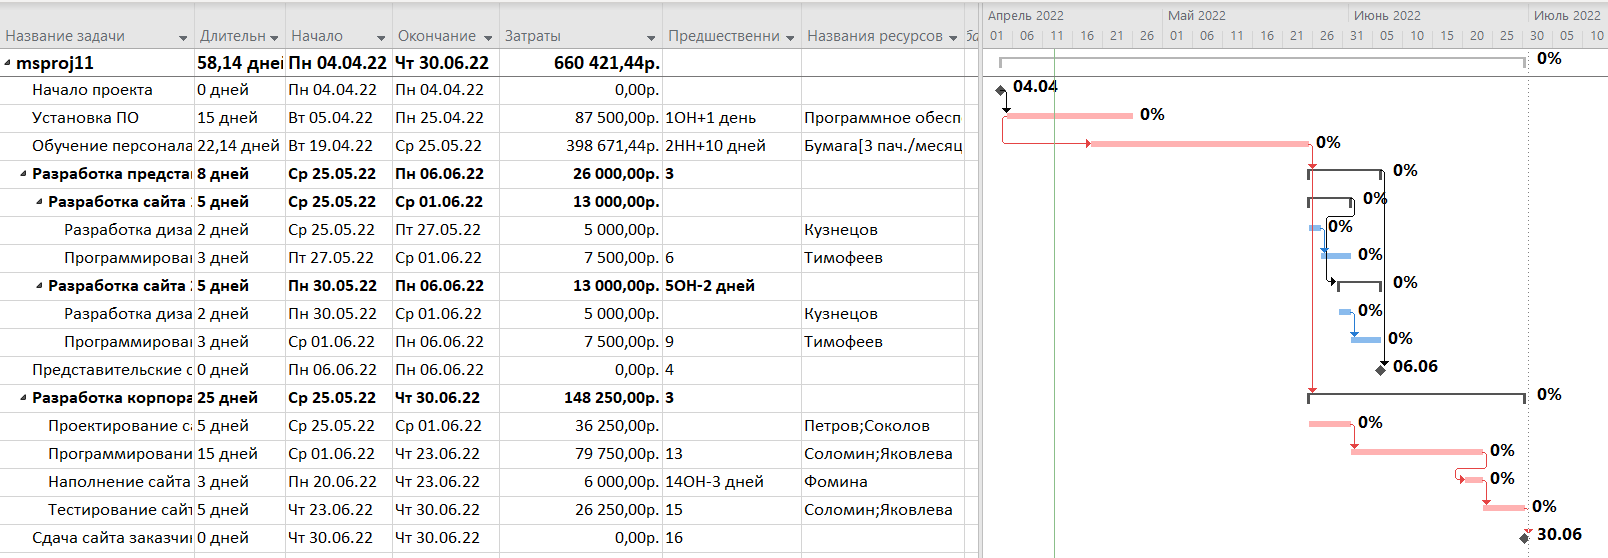 Апрель 2022 Май 2022 Июнь 2022 Июль 2022
Название задачи Длительн Начало Окончание Затраты Предшественни Названия ресурсов 01 06 11 16 21 26 01 06 11 16 21 26 31 05 10 15 20 25 30 05 10
msproj11 58,14 дней Пн 04.04.22 Чт 30.06.22 660 421,44р. 0%
Начало проекта 0 дней Пн 04.04.22 Пн 04.04.22 0,00р. 04.04
Установка ПО 15 дней Вт 05.04.22 Пн 25.04.22 87 500,00р. 1ОН+1 день Программное обесп 0%
Обучение персонала 22,14 дней Вт 19.04.22 Ср 25.05.22 398 671,44р. 2НН+10 дней Бумага[3 пач./месяц 0%
Разработка предста 8 дней Ср 25.05.22 Пн 06.06.22 26 000,00р. 3 0%
Разработка сайта 5 дней Ср 25.05.22 Ср 01.06.22 13 000,00р. 0%
Разработка диза 2 дней Ср 25.05.22 Пт 27.05.22 5 000,00р. Кузнецов 0%
Программирова 3 дней Пт 27.05.22 Ср 01.06.22 7 500,00р. 6 Тимофеев 0%
Разработка сайта 5 дней Пн 30.05.22 Пн 06.06.22 13 000,00р. 5ОН-2 дней 0%
Разработка диза 2 дней Пн 30.05.22 Ср 01.06.22 5 000,00р. Кузнецов 0%
Программирова 3 дней Ср 01.06.22 Пн 06.06.22 7 500,00р. 9 Тимофеев 0%
Представительские с 0 дней Пн 06.06.22 Пн 06.06.22 0,00р. 4 06.06
Разработка корпора 25 дней Ср 25.05.22 Чт 30.06.22 148 250,00р. 3 0%
Проектирование са 5 дней Ср 25.05.22 Ср 01.06.22 36 250,00р. Петров;Соколов 0%
Программировани 15 дней Ср 01.06.22 Чт 23.06.22 79 750,00р. 13 Соломин;Яковлева 0%
Наполнение сайта 3 дней Пн 20.06.22 Чт 23.06.22 6 000,00р. 14ОН-3 дней Фомина 0%
Тестирование сайт 5 дней Чт 23.06.22 Чт 30.06.22 26 250,00р. 15 Соломин;Яковлева 0%
Сдача сайта заказчи 0 дней Чт 30.06.22 Чт 30.06.22 0,00р. 16 30.06